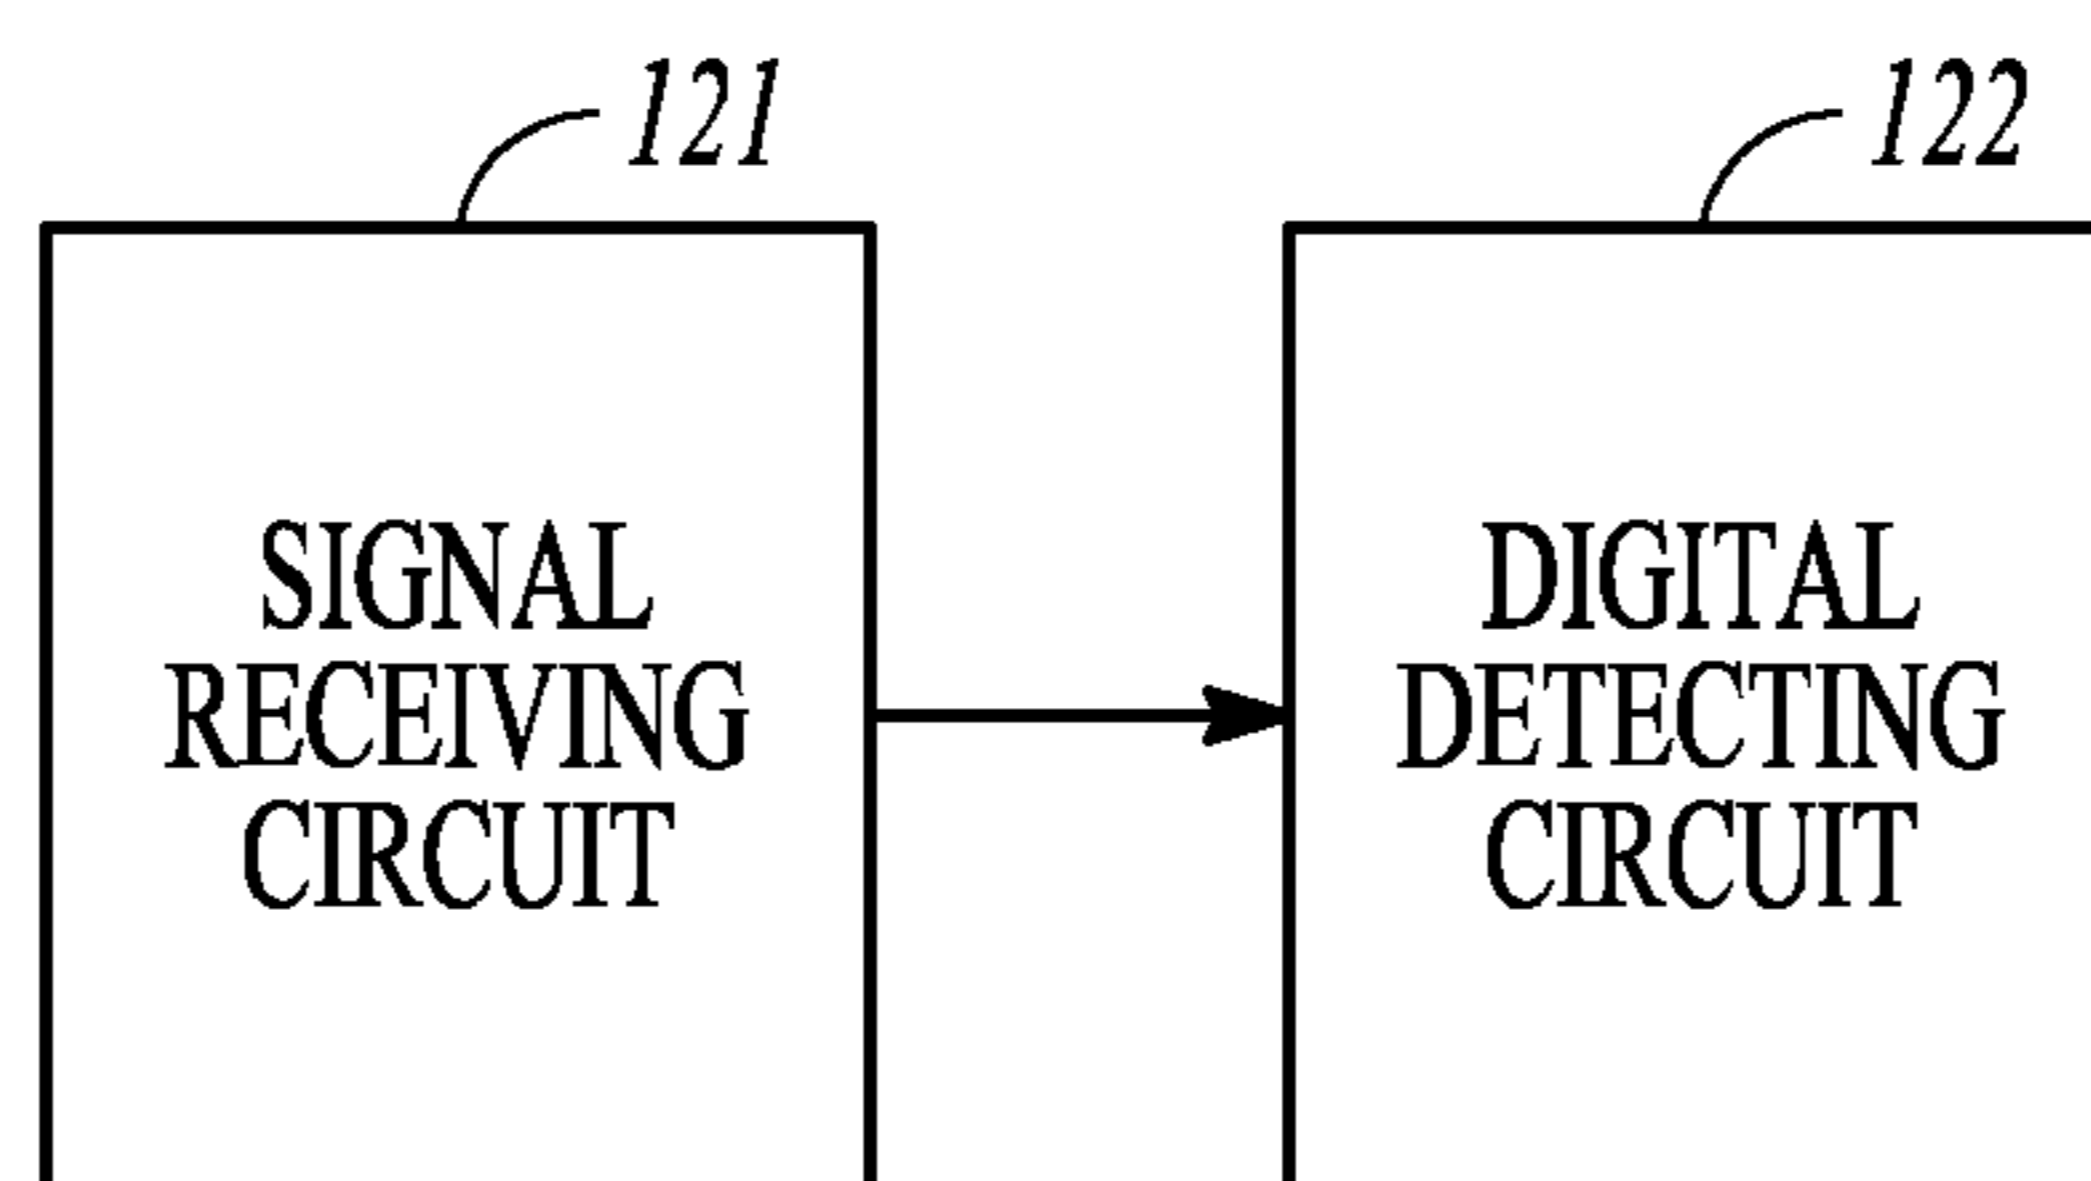 121
122
SIGNAL
RECEIVING
CIRCUIT
DIGITAL
DETECTING
CIRCUIT